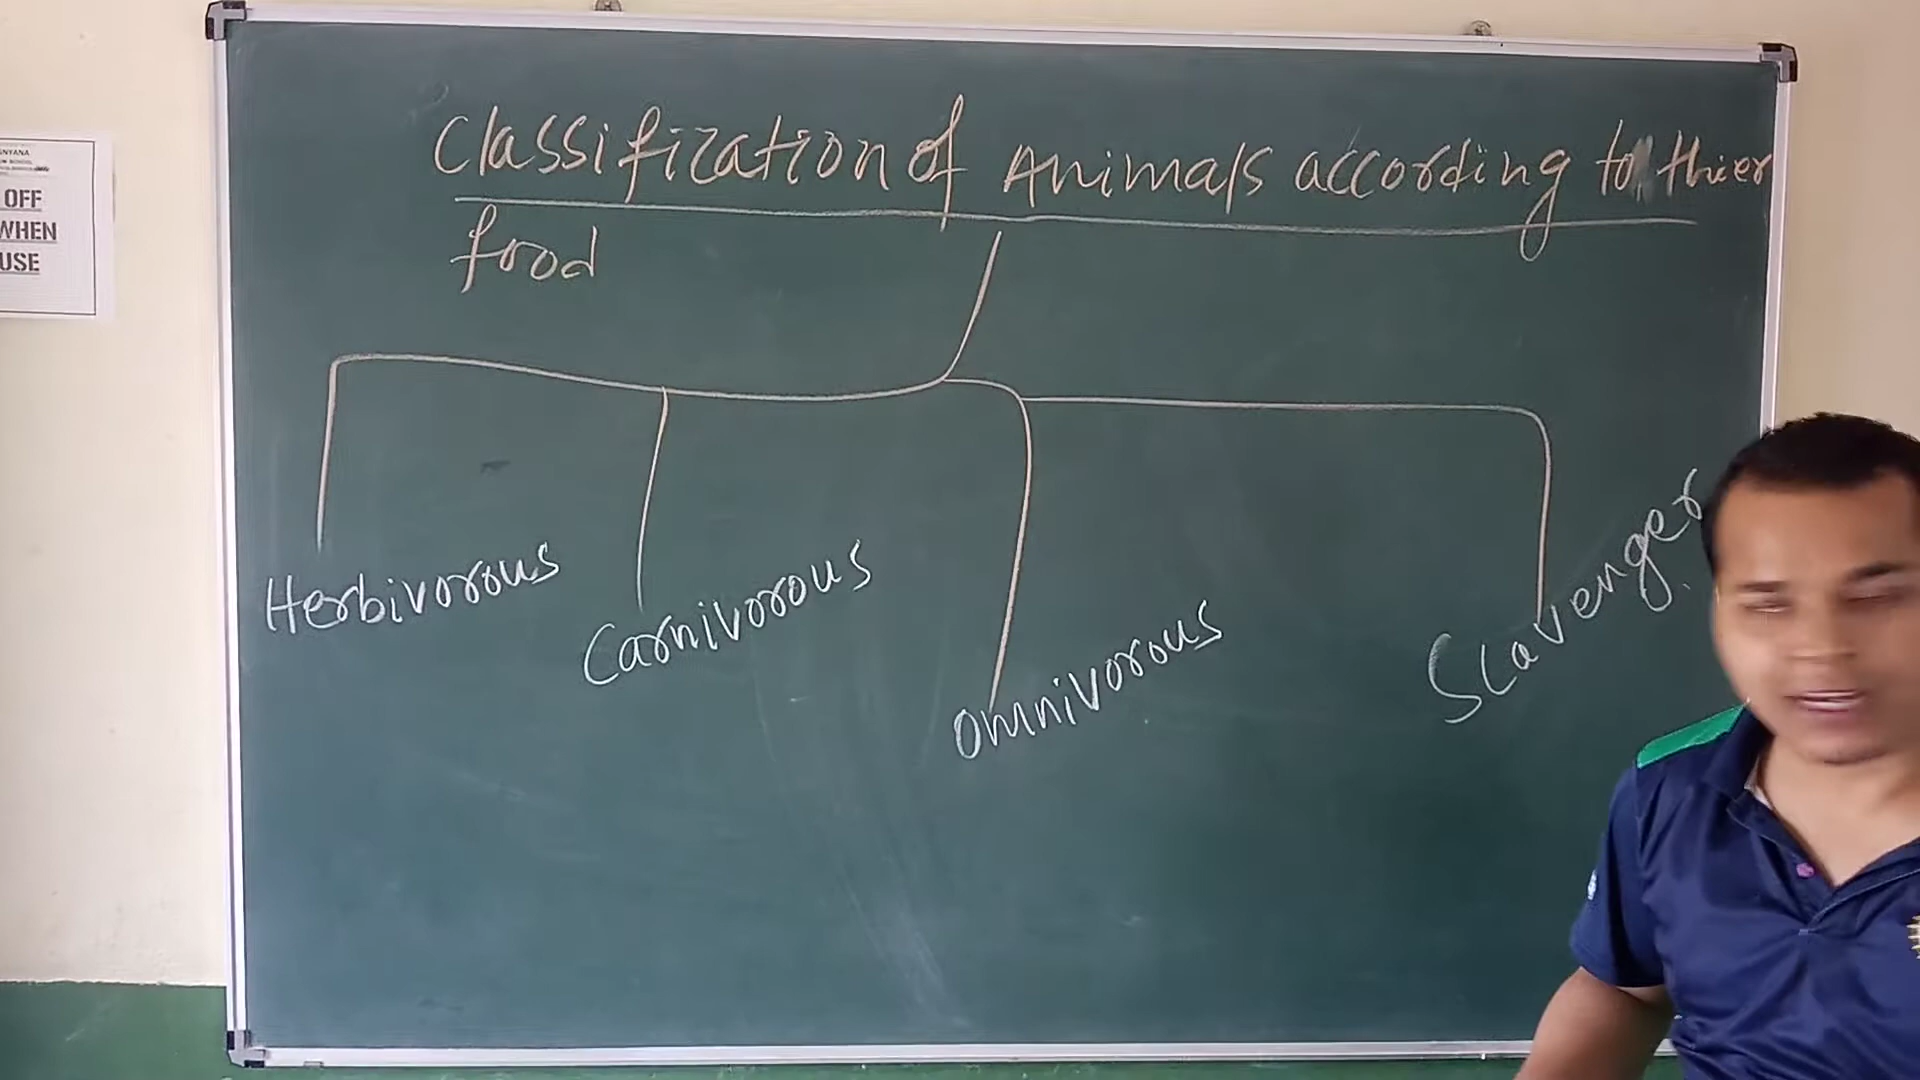 Classification of Animals according to thier
food
Herbivorous
Carnivorous
Omnivorous
Scavenger
OFF
WHEN
USE